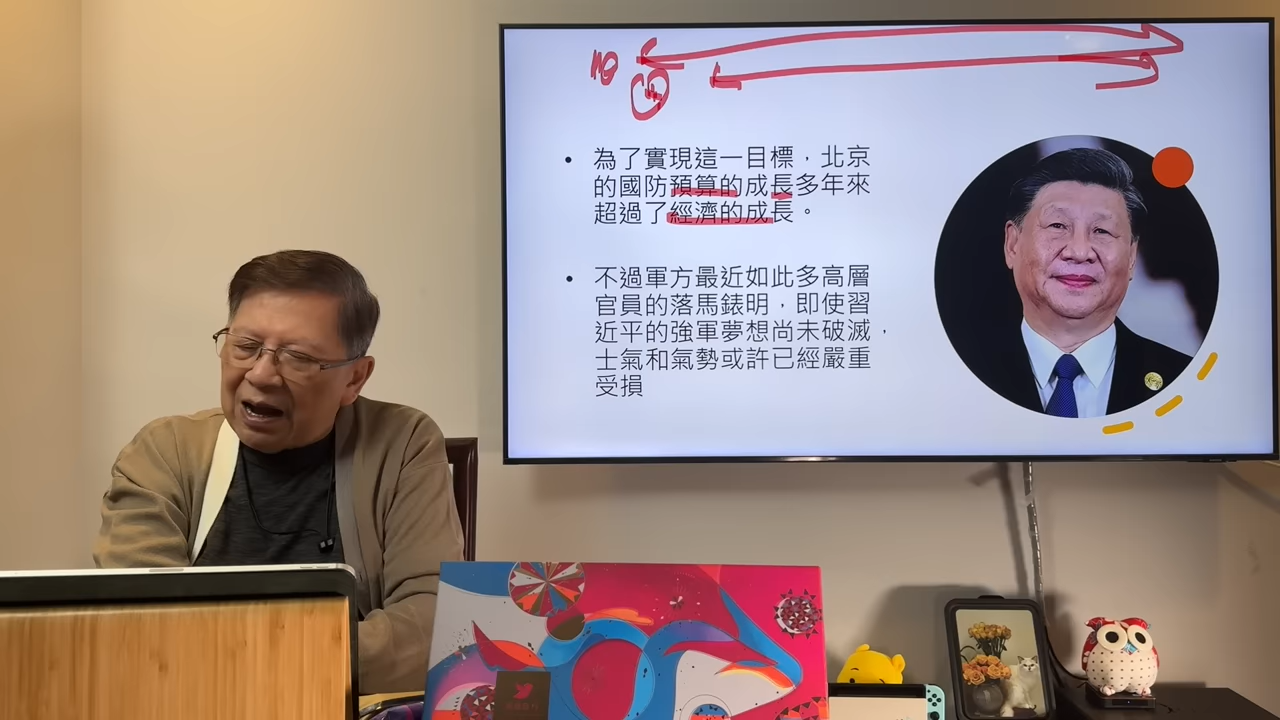 為了實現這一目標，北京
的國防預算的成長多年來
超過了經濟的成長。
不過軍方最近如此多高層
官員的落馬錶明，即使習
近平的強軍夢想尚未破滅，
士氣和氣勢或許已經嚴重
受損